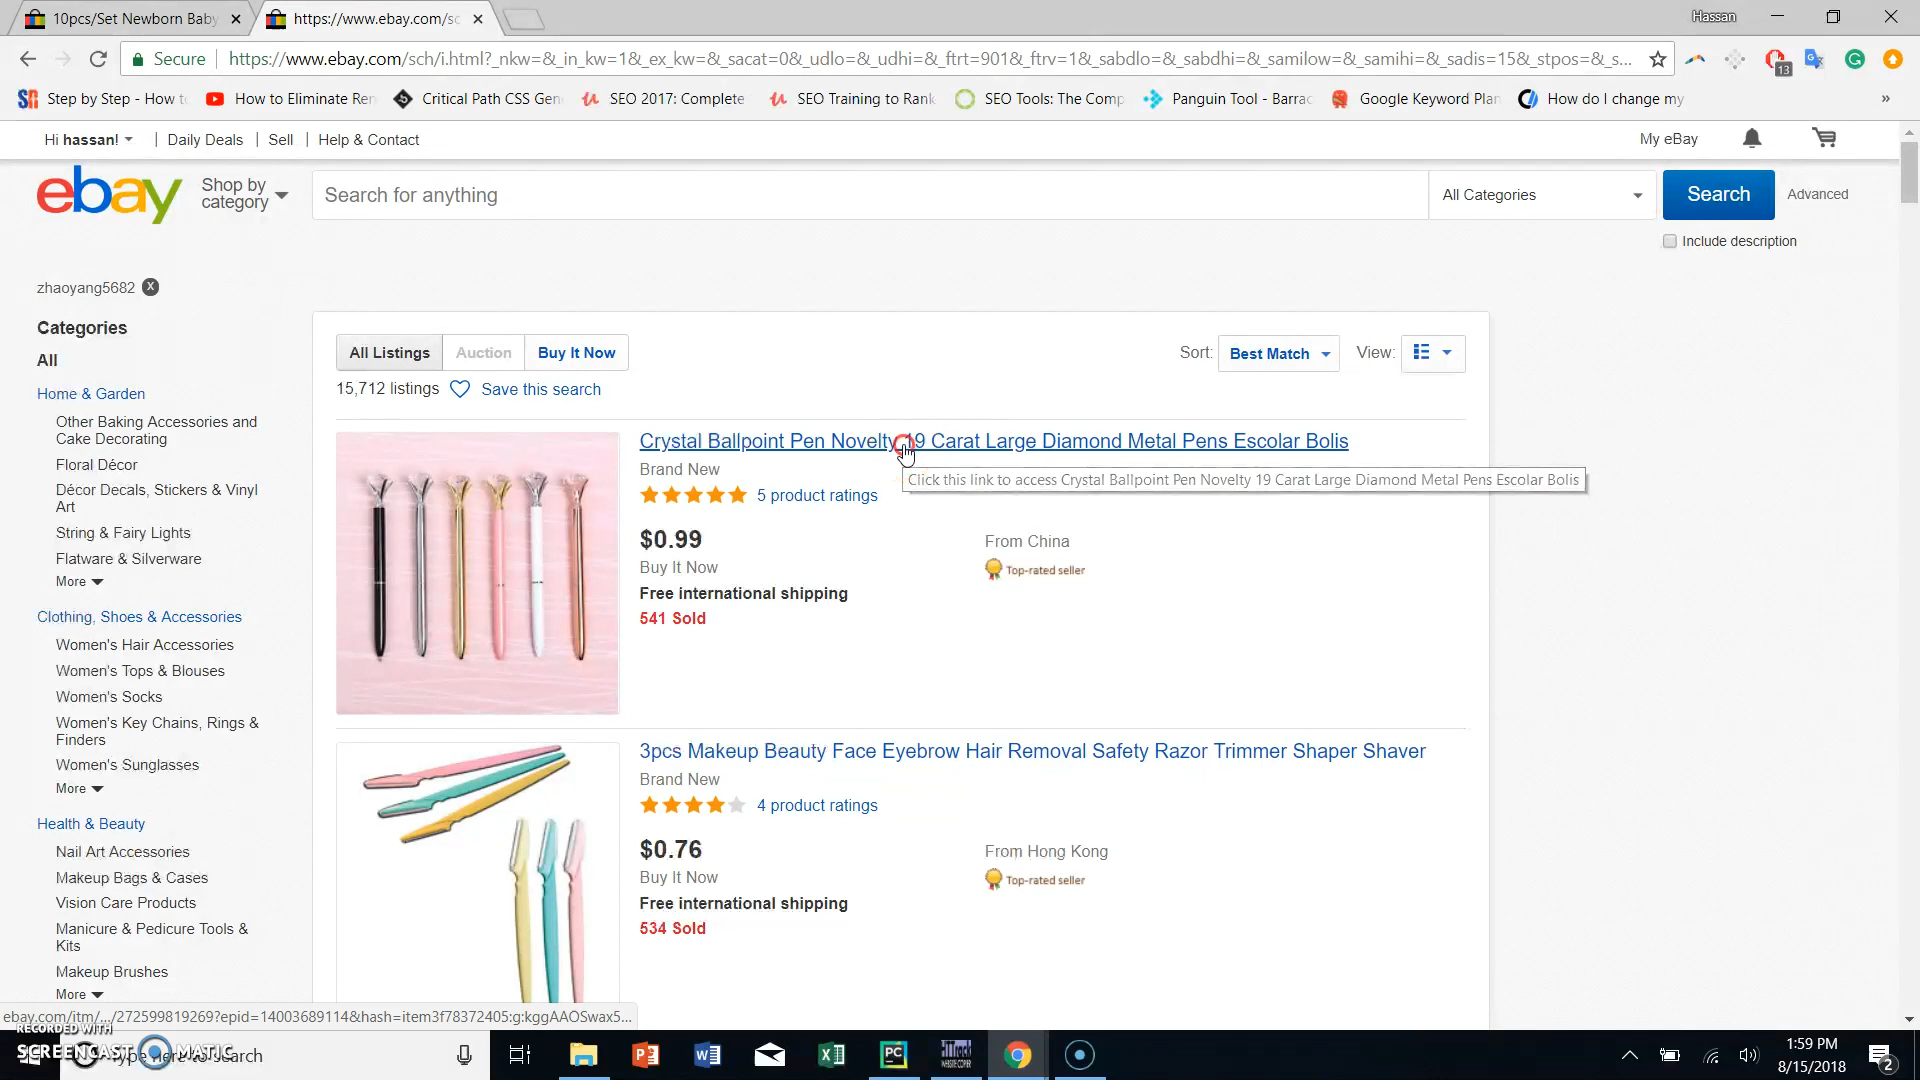 10pcs/Set Newborn Baby
https://www.ebay.com/sc
Hassan
Secure
https://www.ebay.com/sch/i.html?_nkw=&_in_kw=1&_ex_kw=&_sacat=0&_udlo=&_udhi=&_ftrt=901&_ftrv=1&_sabdlo=&_sabdhi=&_samilow=&_samihi=&_sadis=15&_stpos=&_s...
13
Step by Step - How to
How to Eliminate Ren
Critical Path CSS Gen
SEO 2017: Complete
SEO Training to Rank
SEO Tools: The Comp
Panguin Tool - Barrac
Google Keyword Plan
How do I change my
»
Hi hassan!
Daily Deals
Sell
Help & Contact
My eBay
ebay
Shop by
category
Search for anything
All Categories
Search
Advanced
Include description
zhaoyang5682
Categories
All
Home & Garden
Other Baking Accessories and
Cake Decorating
Floral Décor
Décor Decals, Stickers & Vinyl
Art
String & Fairy Lights
Flatware & Silverware
More
Clothing, Shoes & Accessories
Women's Hair Accessories
Women's Tops & Blouses
Women's Socks
Women's Key Chains, Rings &
Finders
Women's Sunglasses
More
Health & Beauty
Nail Art Accessories
Makeup Bags & Cases
Vision Care Products
Manicure & Pedicure Tools &
Kits
Makeup Brushes
More
All Listings
Auction
Buy It Now
Sort: Best Match
View:
15,712 listings
Save this search
Crystal Ballpoint Pen Novelty 19 Carat Large Diamond Metal Pens Escolar Bolis
Brand New
Click this link to access Crystal Ballpoint Pen Novelty 19 Carat Large Diamond Metal Pens Escolar Bolis
5 product ratings
$0.99
From China
Buy It Now
Top-rated seller
Free international shipping
541 Sold
3pcs Makeup Beauty Face Eyebrow Hair Removal Safety Razor Trimmer Shaper Shaver
Brand New
4 product ratings
$0.76
From Hong Kong
Buy It Now
Top-rated seller
Free international shipping
534 Sold
ebay.com/itm/.../272599819269?epid=14003689114&hash=item3f78372405:g:kggAAOSwax5...
RECORDED WITH
SCREENCAST MATIC
Type here to search
PC
1:59 PM
8/15/2018
2